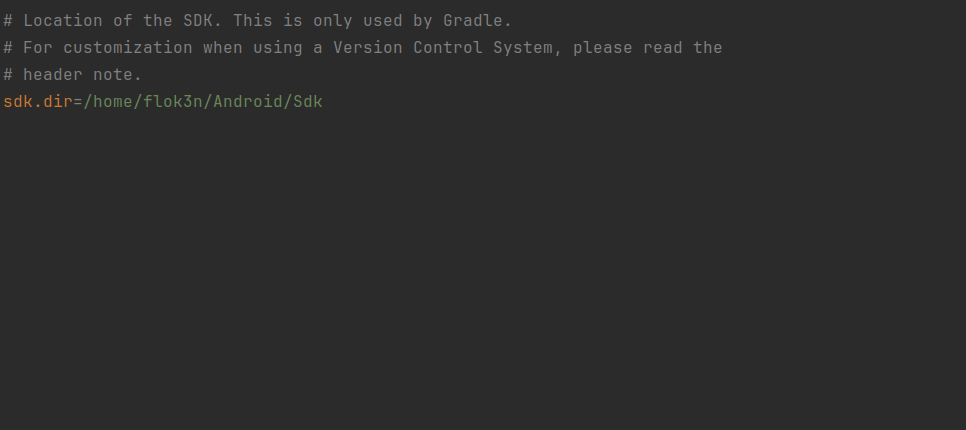 # Location of the SDK. This is only used by Gradle.
# For customization when using a Version Control System, please read the
# header note.
sdk.dir=/home/flok3n/Android/Sdk